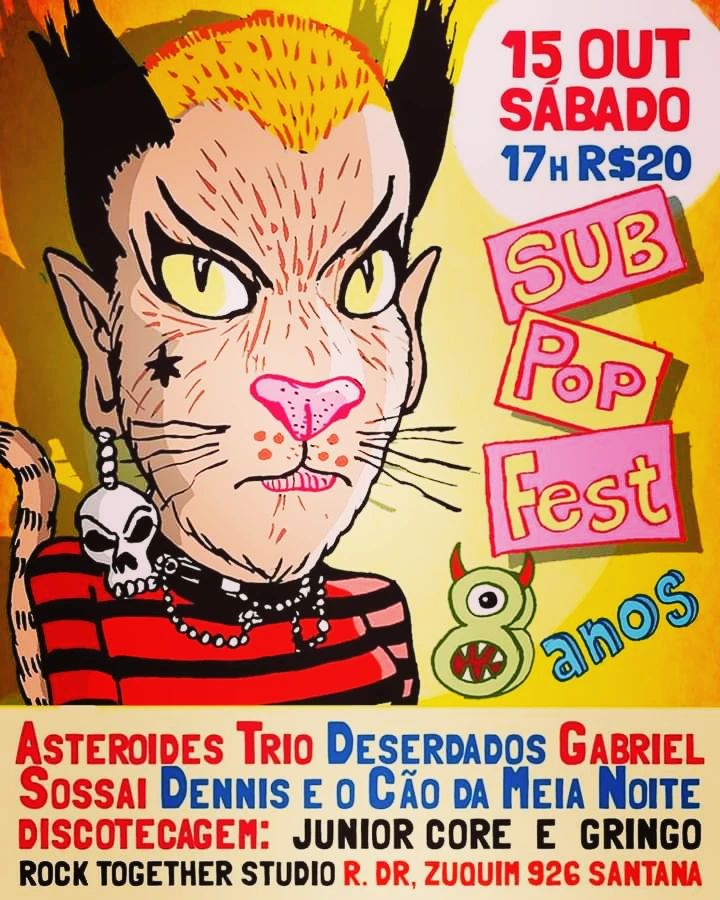 15 OUT
SÁBADO
17H R$20
SUB
POP
Fest
8 anos
ASTEROIDES TRIO DESERDADOS GABRIEL
SOSSAI DENNIS E O CÃO DA MEIA NOITE
DISCOTECAGEM: JUNIOR CORE E GRINGO
ROCK TOGETHER STUDIO R. DR, ZUQUIM 926 SANTANA